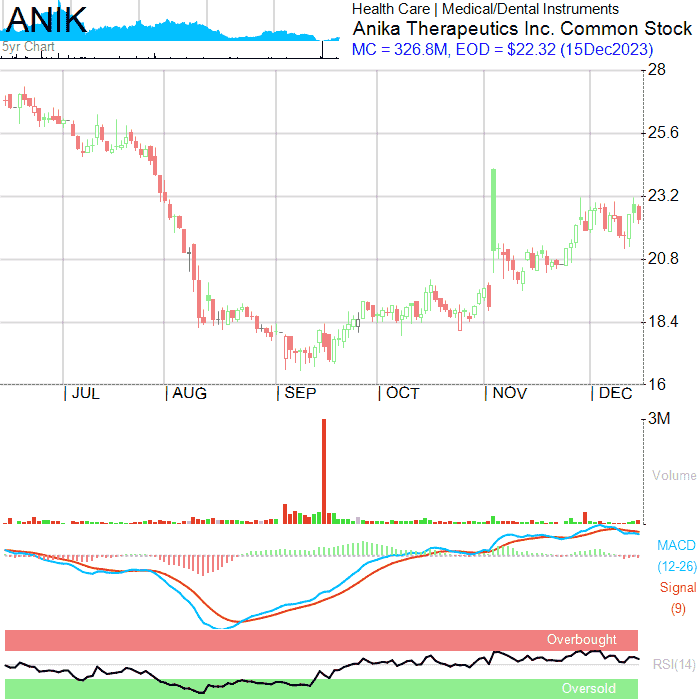 ANIK
5yr Chart
Health Care | Medical/Dental Instruments
Anika Therapeutics Inc. Common Stock
MC = 326.8M, EOD = $22.32 (15Dec2023)
28
25.6
23.2
20.8
18.4
16
| JUL | AUG | SEP | OCT | NOV | DEC
3M
Volume
MACD
(12-26)
Signal
(9)
Overbought
RSI(14)
Oversold